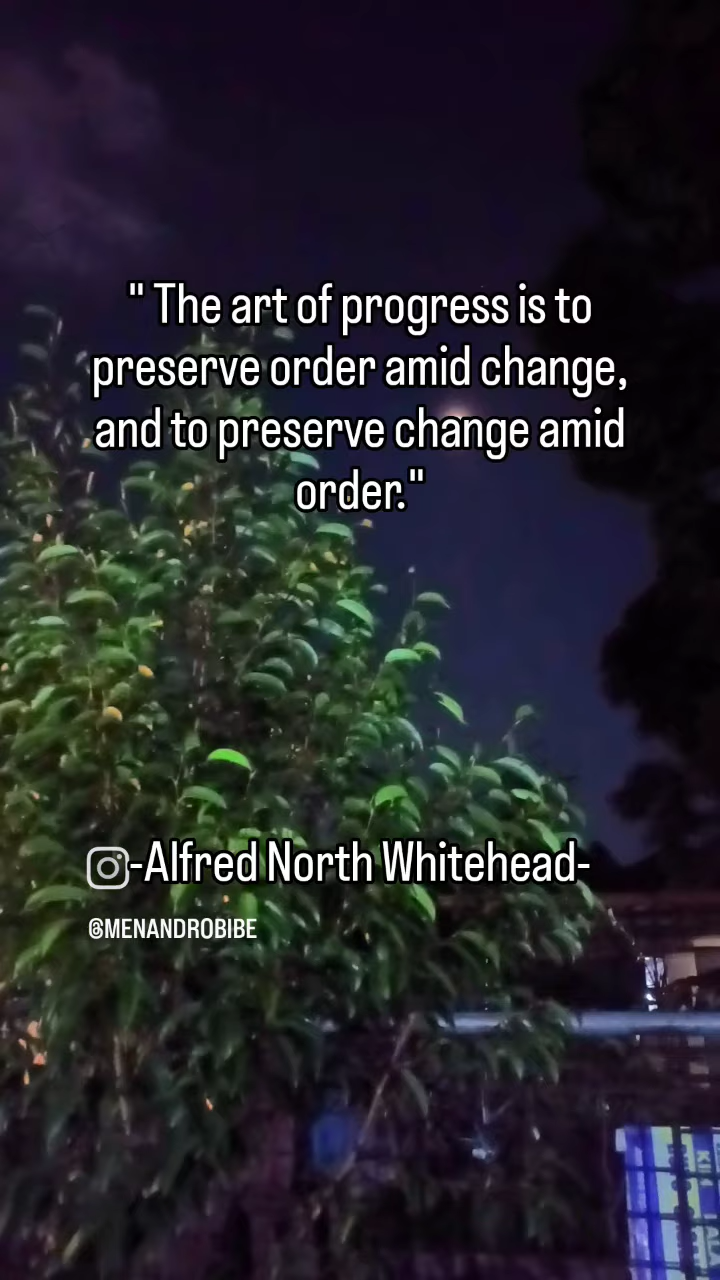 " The art of progress is to
preserve order amid change,
and to preserve change amid
order."
-Alfred North Whitehead-
@MENANDROBIBE